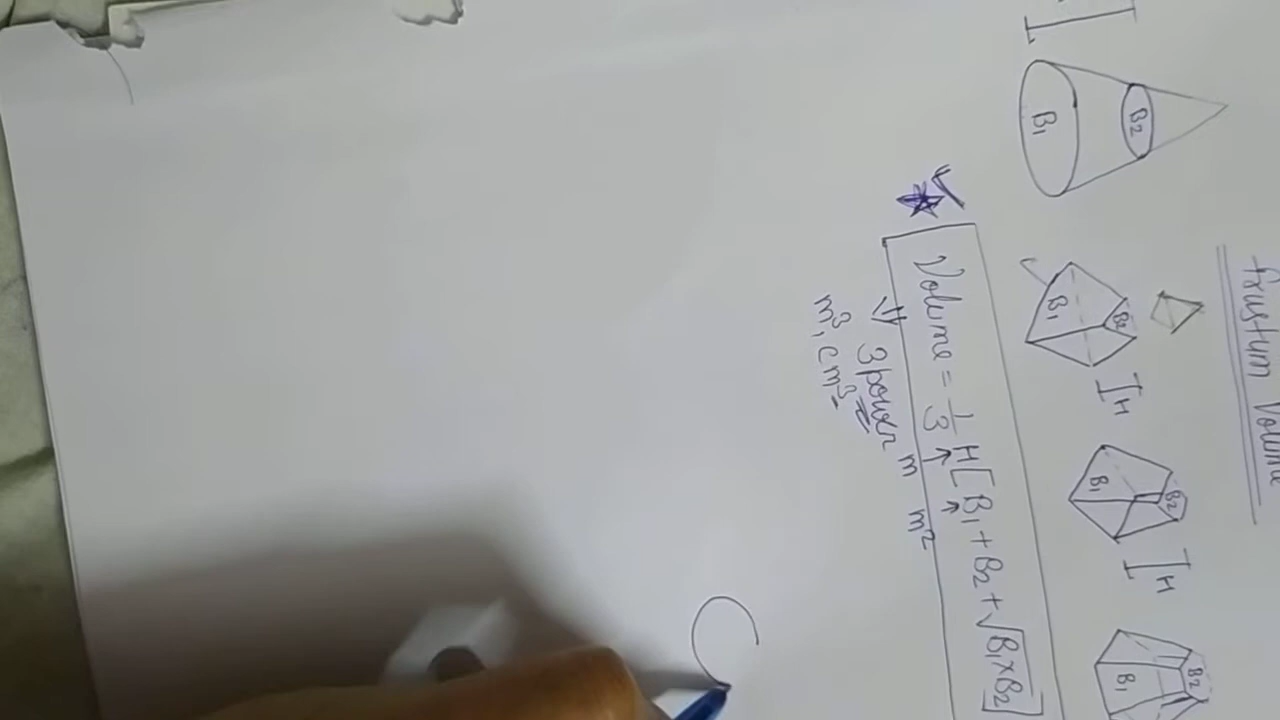 frustum Volume
B1 B2
B1 B2 H
B1 B2 H
B1 B2
Volume = 1/3 H [B1 + B2 + √B1×B2]
⇓ 3 power m m²
m³, cm³